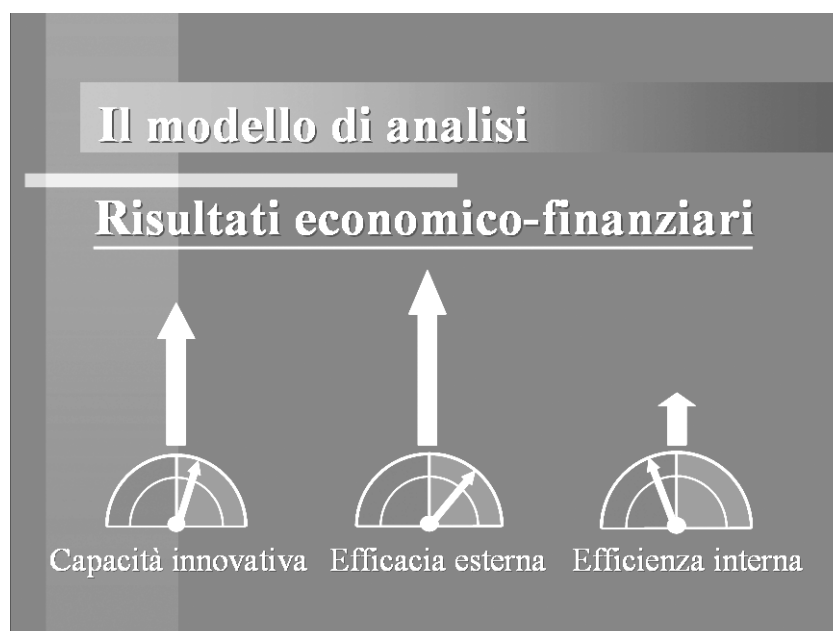 Il modello di analisi
Risultati economico-finanziari
Capacità innovativa Efficacia esterna Efficienza interna